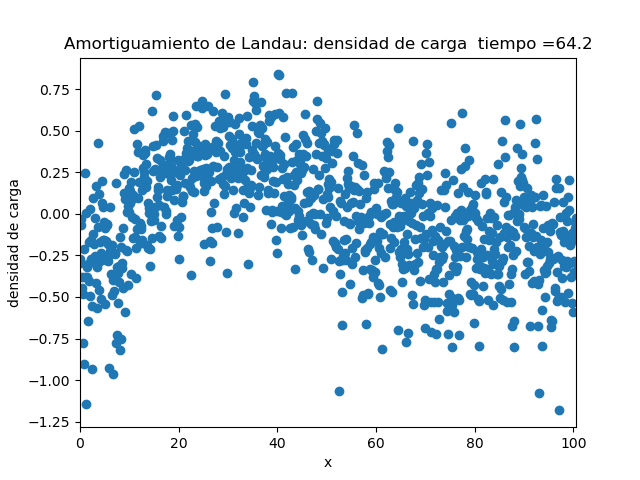 Amortiguamiento de Landau: densidad de carga  tiempo =64.2
0.75
0.50
0.25
0.00
−0.25
−0.50
−0.75
−1.00
−1.25
densidad de carga
0 20 40 60 80 100
x